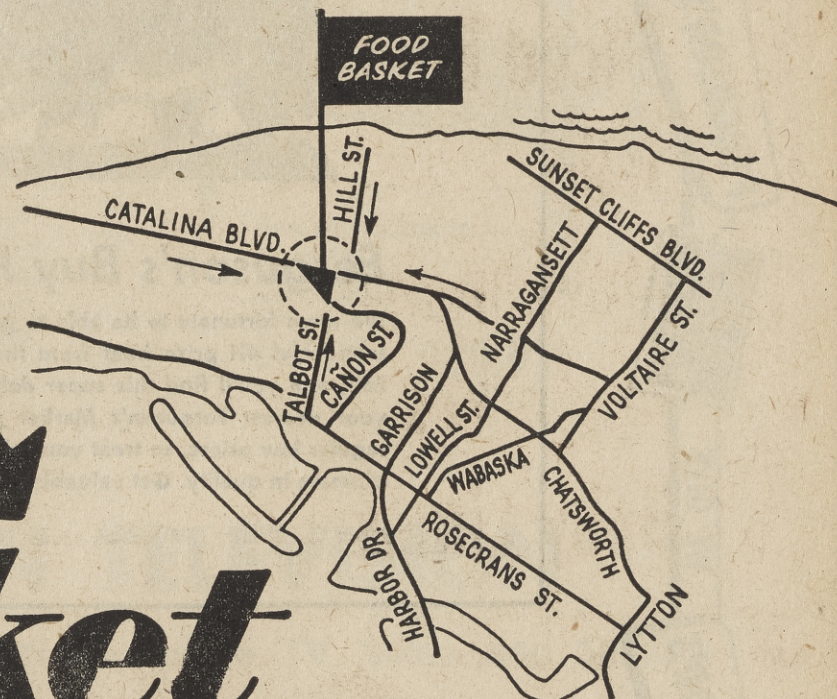 FOOD
BASKET
HILL ST.
SUNSET CLIFFS BLVD.
CATALINA BLVD.
NARRAGANSETT
VOLTAIRE ST.
TALBOT ST.
CAÑON ST.
GARRISON
LOWELL ST.
WABASKA
CHATSWORTH
ROSECRANS ST.
HARBOR DR.
LYTTON
ket